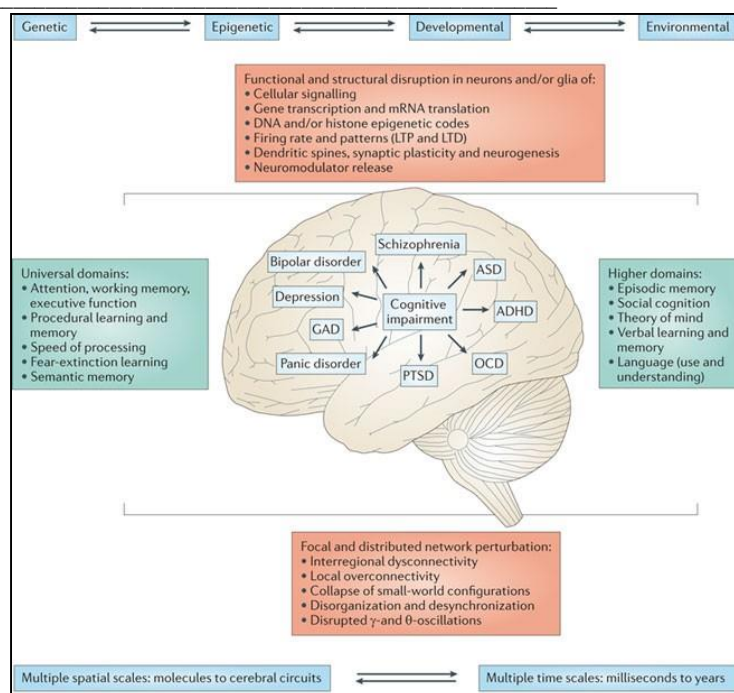 Genetic
Epigenetic
Developmental
Environmental
Functional and structural disruption in neurons and/or glia of:
• Cellular signalling
• Gene transcription and mRNA translation
• DNA and/or histone epigenetic codes
• Firing rate and patterns (LTP and LTD)
• Dendritic spines, synaptic plasticity and neurogenesis
• Neuromodulator release
Universal domains:
• Attention, working memory,
executive function
• Procedural learning and
memory
• Speed of processing
• Fear-extinction learning
• Semantic memory
Schizophrenia
Bipolar disorder
ASD
Depression
Cognitive
impairment
ADHD
GAD
Panic disorder
PTSD
OCD
Higher domains:
• Episodic memory
• Social cognition
• Theory of mind
• Verbal learning and
memory
• Language (use and
understanding)
Focal and distributed network perturbation:
• Interregional dysconnectivity
• Local overconnectivity
• Collapse of small-world configurations
• Disorganization and desynchronization
• Disrupted γ-and θ-oscillations
Multiple spatial scales: molecules to cerebral circuits
Multiple time scales: milliseconds to years